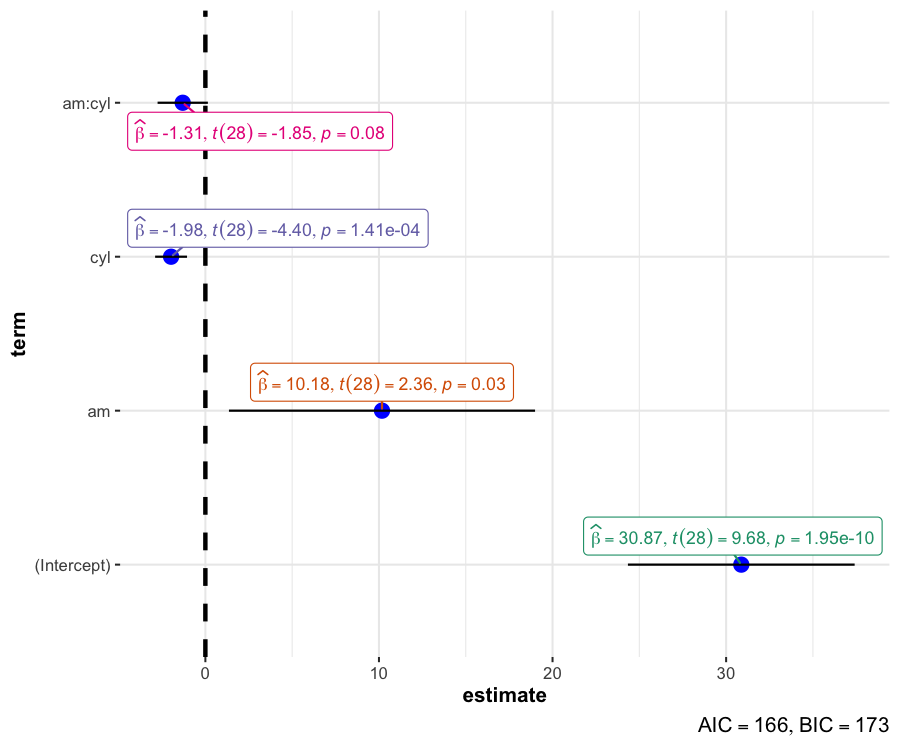 am:cyl
β̂ = -1.31, t(28) = -1.85, p = 0.08
β̂ = -1.98, t(28) = -4.40, p = 1.41e-04
cyl
term
β̂ = 10.18, t(28) = 2.36, p = 0.03
am
β̂ = 30.87, t(28) = 9.68, p = 1.95e-10
(Intercept)
0 10 20 30
estimate
AIC = 166, BIC = 173